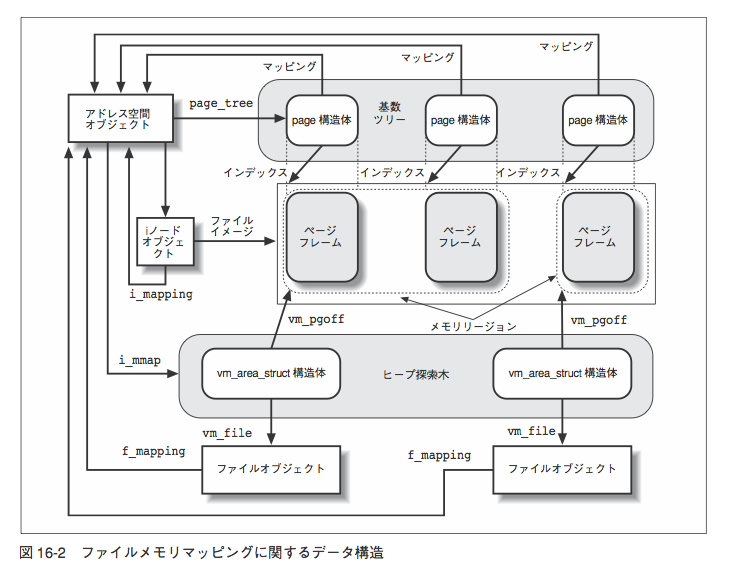 マッピング
マッピング
マッピング
アドレス空間
オブジェクト
page_tree
page 構造体
基数
ツリー
page 構造体
page 構造体
インデックス
インデックス
インデックス
iノード
オブジェ
クト
ファイル
イメージ
ページ
フレーム
ページ
フレーム
ページ
フレーム
i_mapping
vm_pgoff
メモリリージョン
vm_pgoff
i_mmap
vm_area_struct 構造体
ヒープ探索木
vm_area_struct 構造体
vm_file
vm_file
f_mapping
f_mapping
ファイルオブジェクト
ファイルオブジェクト
図 16-2　ファイルメモリマッピングに関するデータ構造